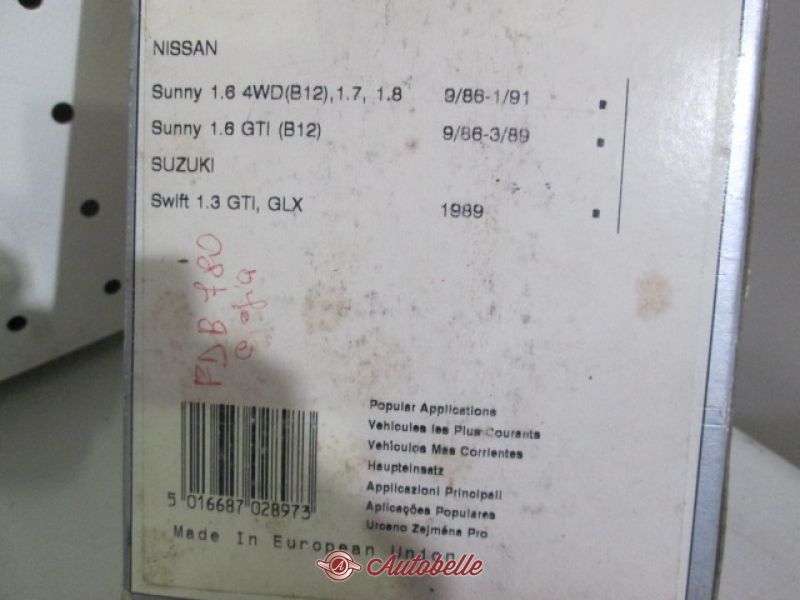 NISSAN
Sunny 1.6 4WD(B12),1.7, 1.8 9/86-1/91
Sunny 1.6 GTI (B12) 9/86-3/89
SUZUKI
Swift 1.3 GTI, GLX 1989
FDB 780
Popular Applications
Vehicules les Plus Courants
Vehiculos Mas Corrientes
Haupteinsatz
Applicazioni Principali
Aplicações Populares
Urceno Zejména Pro
5 016687 028973
Made In European Union
Autobelle